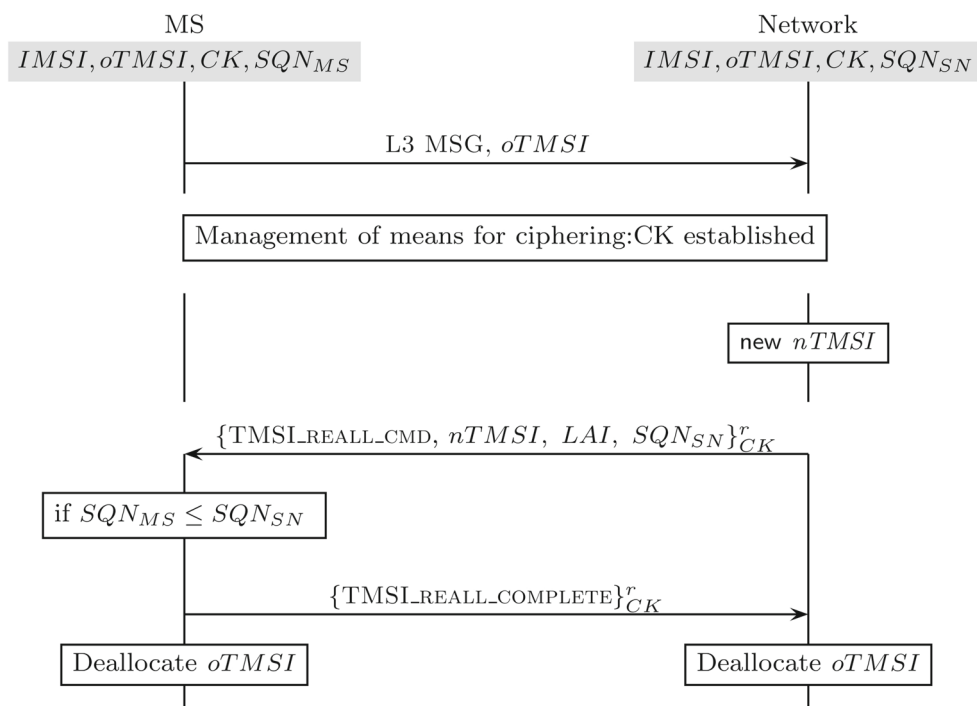 MS
Network
IMSI, oTMSI, CK, SQN_MS
IMSI, oTMSI, CK, SQN_SN
L3 MSG, oTMSI
Management of means for ciphering:CK established
new nTMSI
{TMSI_REALL_CMD, nTMSI, LAI, SQN_SN}^r_CK
if SQN_MS ≤ SQN_SN
{TMSI_REALL_COMPLETE}^r_CK
Deallocate oTMSI
Deallocate oTMSI